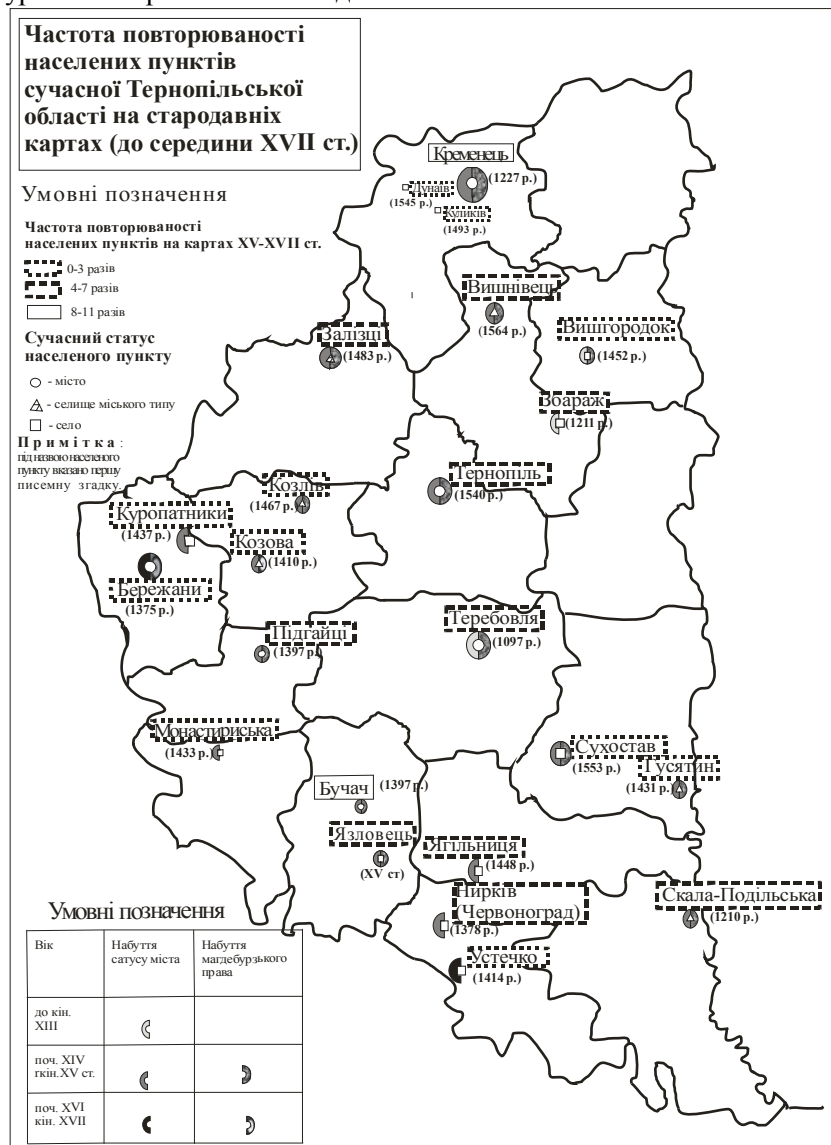 Частота повторюваності
населених пунктів
сучасної Тернопільської
області на стародавніх
картах (до середини XVII ст.)
Умовні позначення
Частота повторюваності
населених пунктів на картах XV-XVII ст.
0-3 разів
4-7 разів
8-11 разів
Сучасний статус
населеного пункту
- місто
- селище міського типу
- село
Примітка:
під назвою населеного
пункту вказано першу
писемну згадку.
Кременець
(1227 р.)
Дунаїв
(1545 р.)
Куликів
(1493 р.)
Вишнівець
(1564 р.)
Вишгородок
(1452 р.)
Залізці
(1483 р.)
Збараж
(1211 р.)
Тернопіль
(1540 р.)
Козлів
(1467 р.)
Куропатники
(1437 р.)
Козова
(1410 р.)
Бережани
(1375 р.)
Теребовля
(1097 р.)
Підгайці
(1397 р.)
Монастириська
(1433 р.)
Сухостав
(1553 р.)
Гусятин
(1431 р.)
Бучач
(1397 р.)
Язловець
(XV ст)
Ягільниця
(1448 р.)
Нирків
(Червоноград)
(1378 р.)
Скала-Подільська
(1210 р.)
Устечко
(1414 р.)
Умовні позначення
Вік
Набуття
сатусу міста
Набуття
магдебурзького
права
до кін.
XIII
поч. XIV
гкін.XV ст.
поч. XVI
кін. XVII